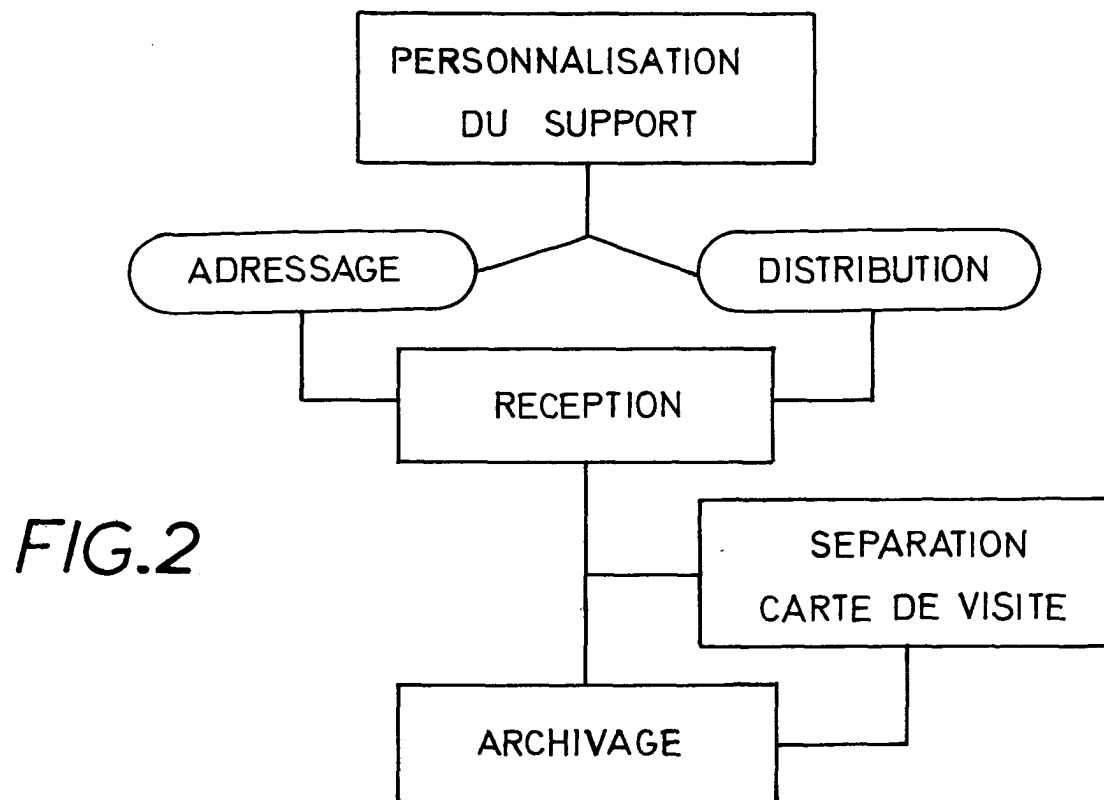 PERSONNALISATION
DU SUPPORT
ADRESSAGE
DISTRIBUTION
RECEPTION
FIG.2
SEPARATION
CARTE DE VISITE
ARCHIVAGE